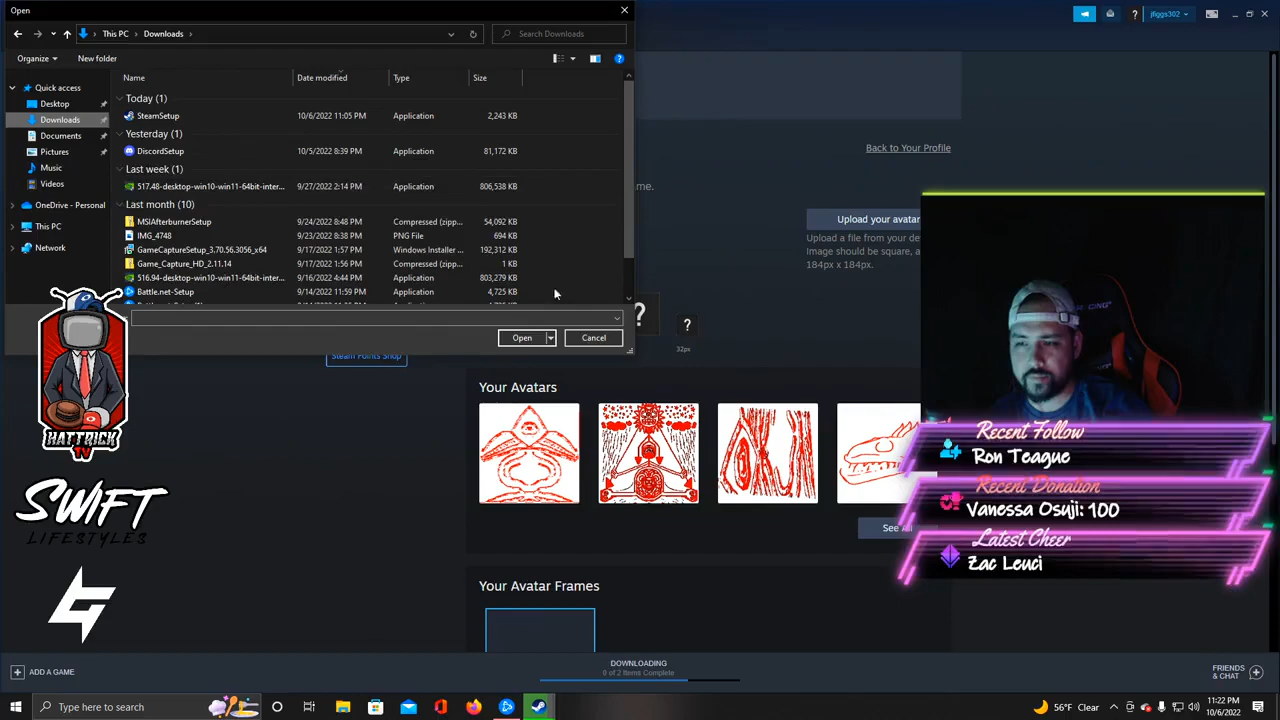 Open
This PC
Downloads
Search Downloads
Organize
New folder
Name
Date modified
Type
Size
Quick access
Desktop
Downloads
Documents
Pictures
Music
Videos
OneDrive - Personal
This PC
Network
Today (1)
SteamSetup 10/6/2022 11:05 PM Application 2,243 KB
Yesterday (1)
DiscordSetup 10/5/2022 8:39 PM Application 81,172 KB
Last week (1)
517.48-desktop-win10-win11-64bit-inter... 9/27/2022 2:14 PM Application 806,538 KB
Last month (10)
MSIAfterburnerSetup 9/24/2022 8:48 PM Compressed (zipp... 54,092 KB
IMG_4748 9/23/2022 8:38 PM PNG File 694 KB
GameCaptureSetup_3.70.56.3056_x64 9/17/2022 1:57 PM Windows Installer ... 192,312 KB
Game_Capture_HD_2.11.14 9/17/2022 1:56 PM Compressed (zipp... 1 KB
516.94-desktop-win10-win11-64bit-inter... 9/16/2022 4:44 PM Application 803,279 KB
Battle.net-Setup 9/14/2022 11:59 PM Application 4,725 KB
Open
Cancel
jfiggs302
Back to Your Profile
me.
Upload your avatar
Upload a file from your de
Image should be square,
184px x 184px.
?
?
32px
Steam Points Shop
Your Avatars
See All
Your Avatar Frames
HATTRICK
TV
SWIFT
LIFESTYLES
Recent Follow
Ron Teague
Recent Donation
Vanessa Osuji: 100
Latest Cheer
Zac Leuci
ADD A GAME
DOWNLOADING
0 of 2 Items Complete
FRIENDS
& CHAT
Type here to search
68°F Clear
11:22 PM
10/6/2022